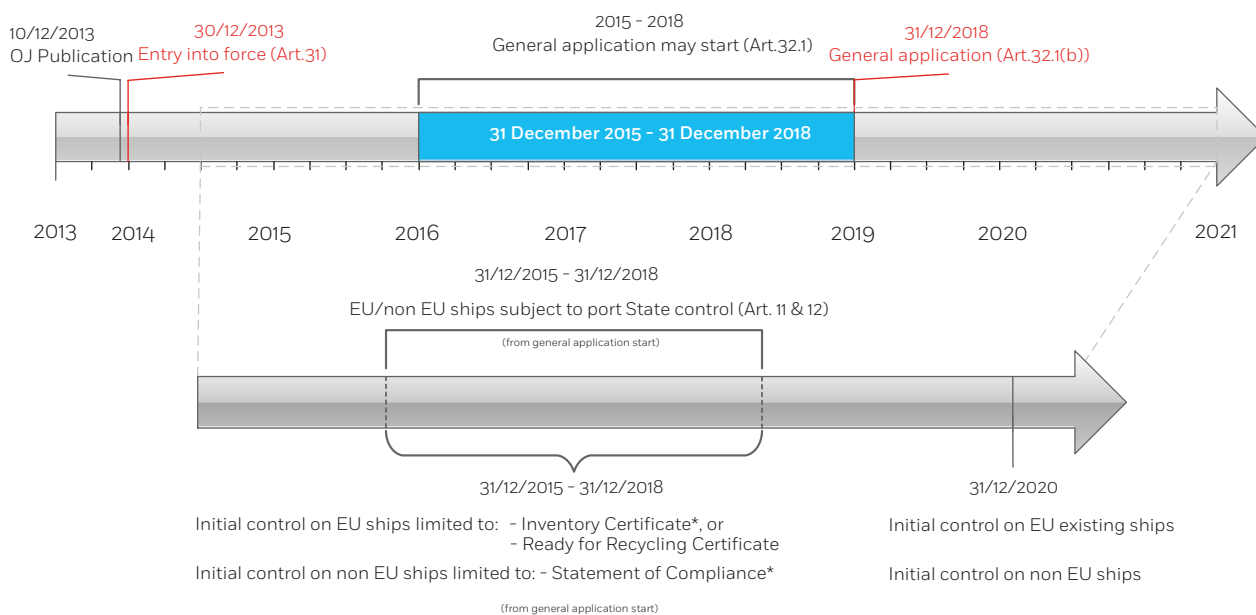 10/12/2013
OJ Publication
30/12/2013
Entry into force (Art.31)
2015 - 2018
General application may start (Art.32.1)
31/12/2018
General application (Art.32.1(b))
31 December 2015 - 31 December 2018
2013 2014 2015 2016 2017 2018 2019 2020 2021
31/12/2015 - 31/12/2018
EU/non EU ships subject to port State control (Art. 11 & 12)
(from general application start)
31/12/2015 - 31/12/2018
Initial control on EU ships limited to: - Inventory Certificate*, or
- Ready for Recycling Certificate
Initial control on non EU ships limited to: - Statement of Compliance*
(from general application start)
31/12/2020
Initial control on EU existing ships
Initial control on non EU ships